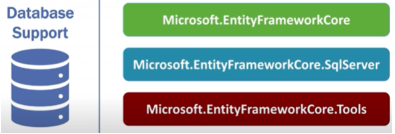 Database
Support
Microsoft.EntityFrameworkCore
Microsoft.EntityFrameworkCore.SqlServer
Microsoft.EntityFrameworkCore.Tools